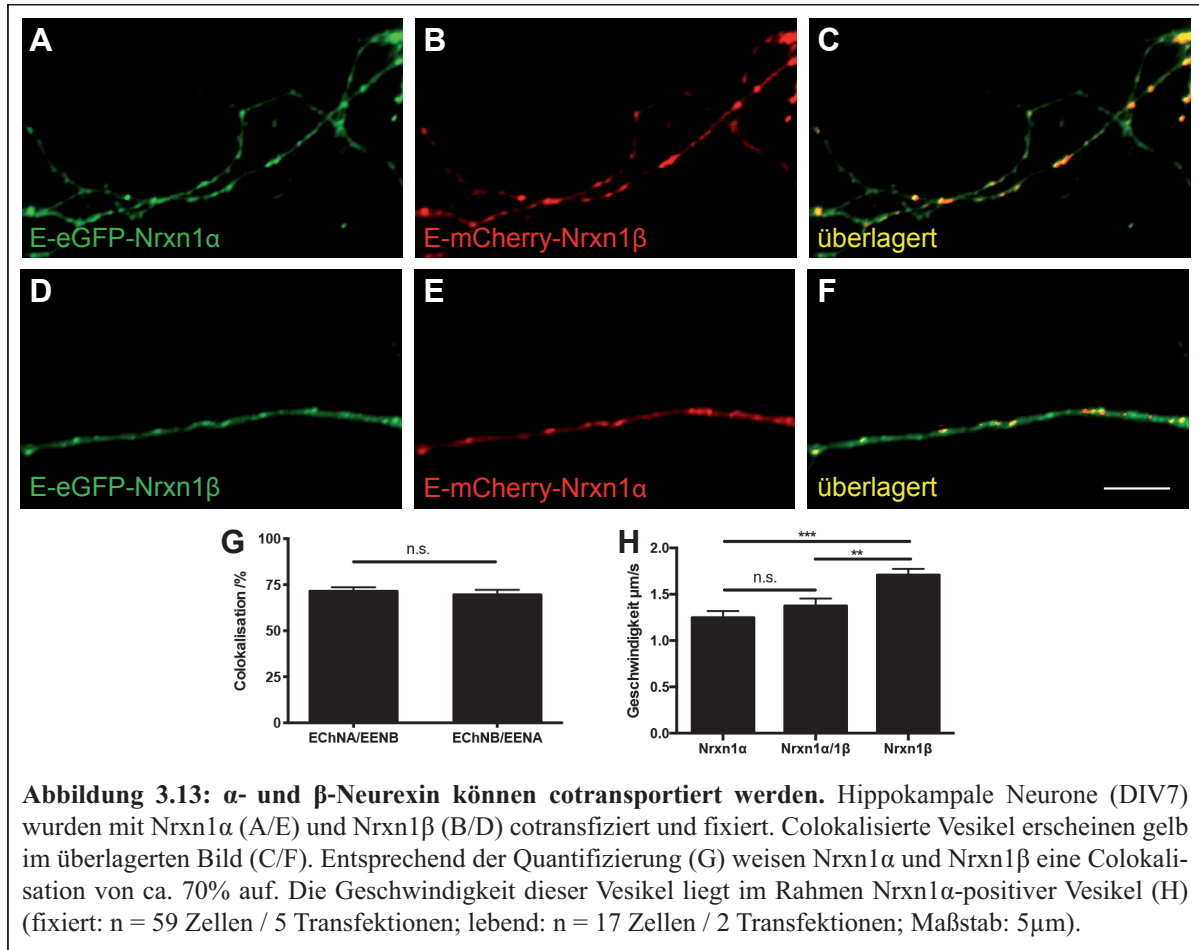 A
B
C
E-eGFP-Nrxn1α
E-mCherry-Nrxn1β
überlagert
D
E
F
E-eGFP-Nrxn1β
E-mCherry-Nrxn1α
überlagert
G
100
75
50
25
0
Colokalisation /%
n.s.
EChNA/EENB
EChNB/EENA
H
2.0
1.5
1.0
0.5
0.0
Geschwindigkeit µm/s
***
**
n.s.
Nrxn1α
Nrxn1α/1β
Nrxn1β
Abbildung 3.13: α- und β-Neurexin können cotransportiert werden. Hippokampale Neurone (DIV7)
wurden mit Nrxn1α (A/E) und Nrxn1β (B/D) cotransfiziert und fixiert. Colokalisierte Vesikel erscheinen gelb
im überlagerten Bild (C/F). Entsprechend der Quantifizierung (G) weisen Nrxn1α und Nrxn1β eine Colokali-
sation von ca. 70% auf. Die Geschwindigkeit dieser Vesikel liegt im Rahmen Nrxn1α-positiver Vesikel (H)
(fixiert: n = 59 Zellen / 5 Transfektionen; lebend: n = 17 Zellen / 2 Transfektionen; Maßstab: 5µm).